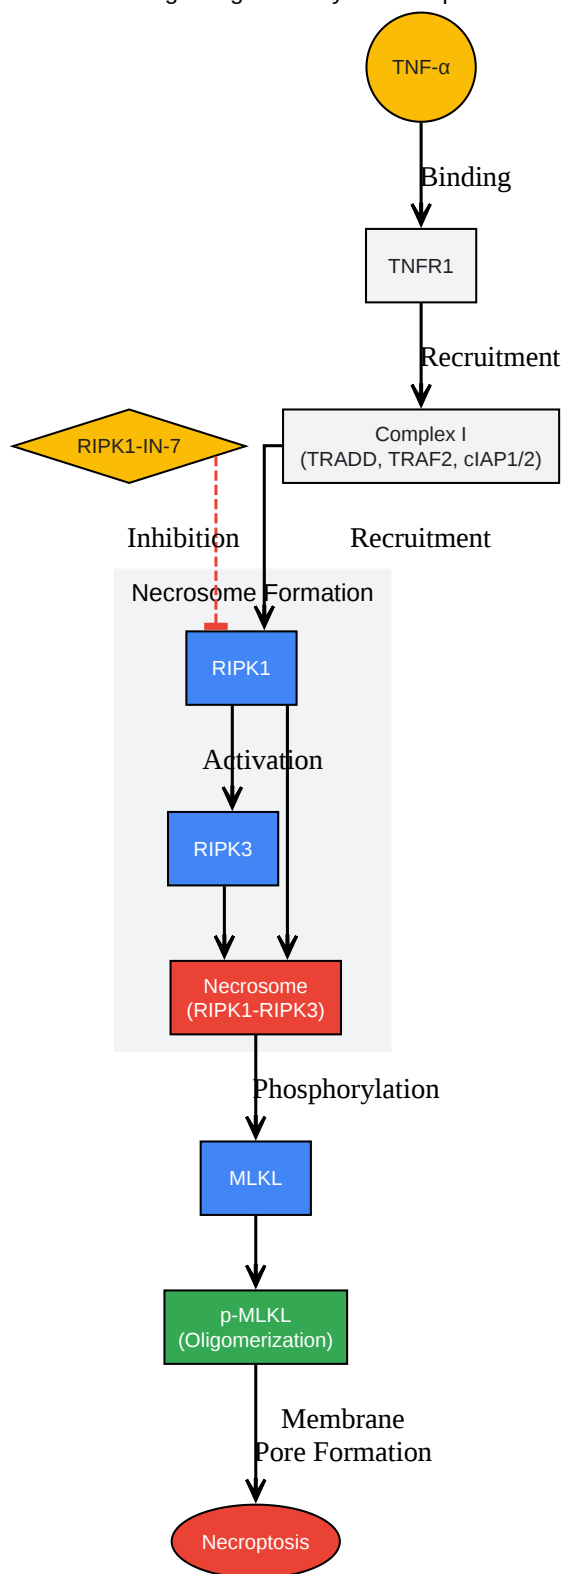 TNF-α
Binding
TNFR1
Recruitment
Complex I
(TRADD, TRAF2, cIAP1/2)
RIPK1-IN-7
Inhibition
Recruitment
Necrosome Formation
RIPK1
Activation
RIPK3
Necrosome
(RIPK1-RIPK3)
Phosphorylation
MLKL
p-MLKL
(Oligomerization)
Membrane
Pore Formation
Necroptosis